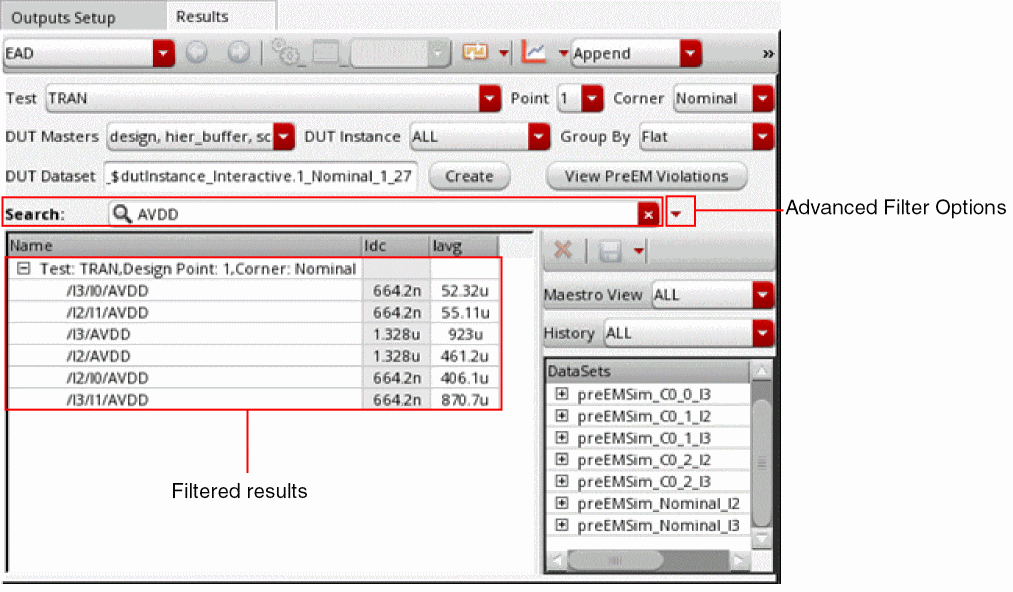 Outputs Setup Results
EAD Append »
Test TRAN Point 1 Corner Nominal
DUT Masters design, hier_buffer, sc DUT Instance ALL Group By Flat
DUT Dataset _$dutInstance_Interactive.1_Nominal_1_27 Create View PreEM Violations
Search: AVDD Advanced Filter Options
Name Idc Iavg
Test: TRAN,Design Point: 1,Corner: Nominal
/I3/I0/AVDD 664.2n 52.32u
/I2/I1/AVDD 664.2n 55.11u
/I3/AVDD 1.328u 923u
/I2/AVDD 1.328u 461.2u
/I2/I0/AVDD 664.2n 406.1u
/I3/I1/AVDD 664.2n 870.7u
Filtered results
Maestro View ALL
History ALL
DataSets
preEMSim_C0_0_I3
preEMSim_C0_1_I2
preEMSim_C0_1_I3
preEMSim_C0_2_I2
preEMSim_C0_2_I3
preEMSim_Nominal_I2
preEMSim_Nominal_I3